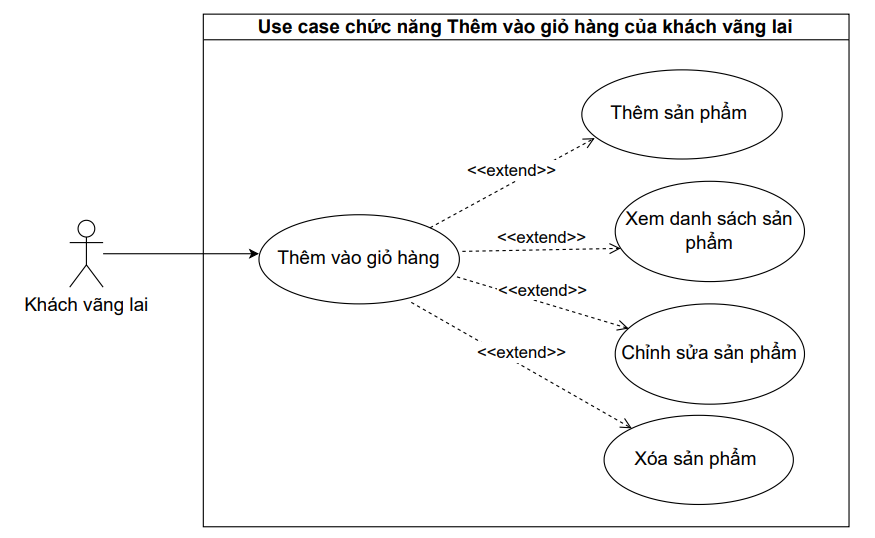 Use case chức năng Thêm vào giỏ hàng của khách vãng lai
Thêm sản phẩm
<<extend>>
Xem danh sách sản
phẩm
<<extend>>
Thêm vào giỏ hàng
<<extend>>
Khách vãng lai
Chỉnh sửa sản phẩm
<<extend>>
Xóa sản phẩm